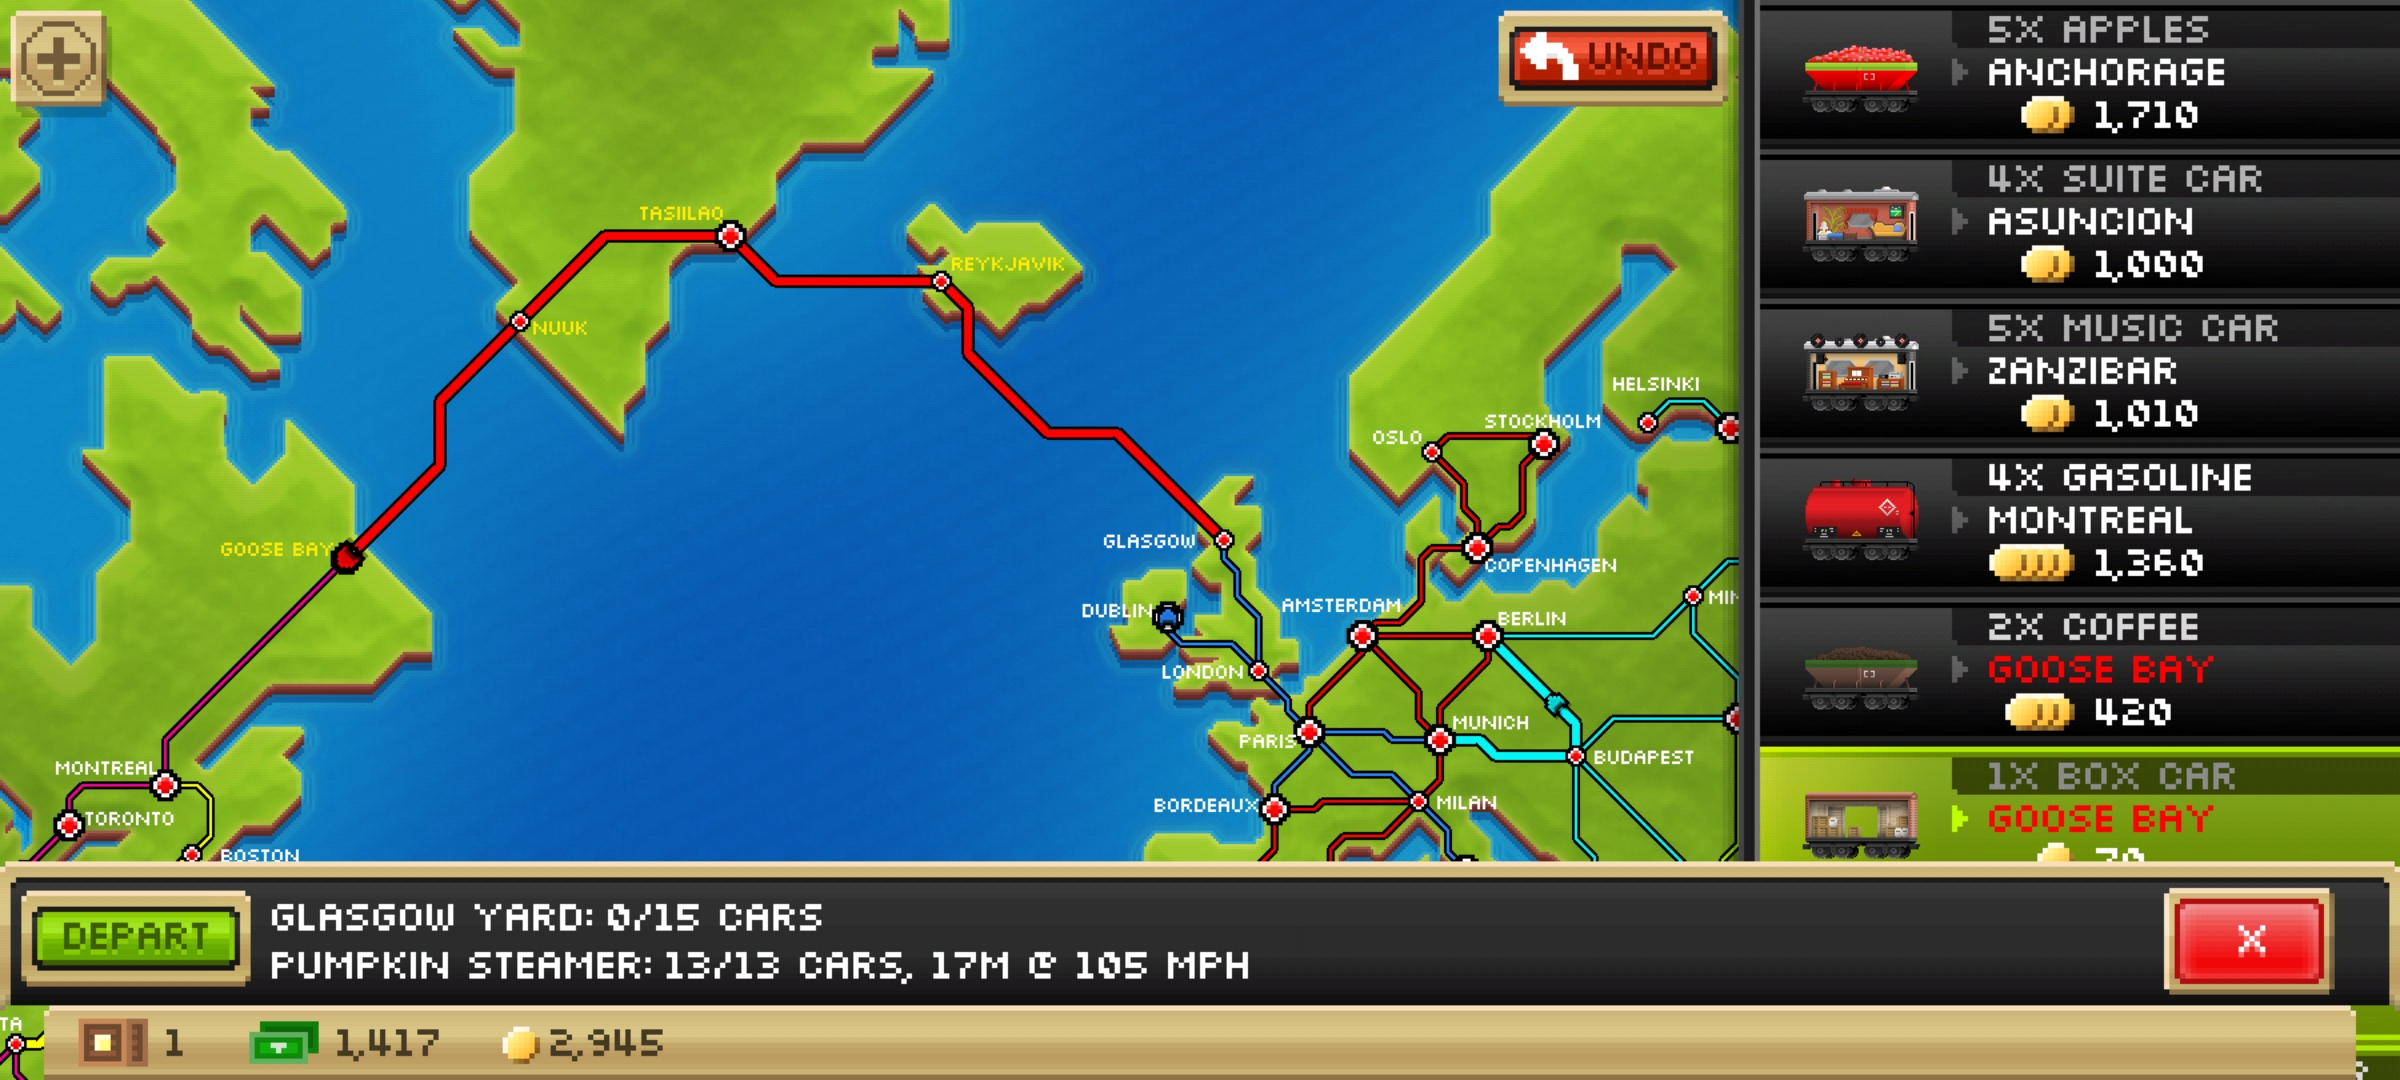 UNDO
TASIILAQ
REYKJAVIK
NUUK
HELSINKI
STOCKHOLM
OSLO
GLASGOW
GOOSE BAY
COPENHAGEN
AMSTERDAM
DUBLIN
BERLIN
MIN
LONDON
MUNICH
PARIS
BUDAPEST
MONTREAL
BORDEAUX
MILAN
TORONTO
BOSTON
5X APPLES
ANCHORAGE
1,710
4X SUITE CAR
ASUNCION
1,000
5X MUSIC CAR
ZANZIBAR
1,010
4X GASOLINE
MONTREAL
1,360
2X COFFEE
GOOSE BAY
420
1X BOX CAR
GOOSE BAY
70
DEPART
GLASGOW YARD: 0/15 CARS
PUMPKIN STEAMER: 13/13 CARS, 17M @ 105 MPH
X
TA
1
1,417
2,945